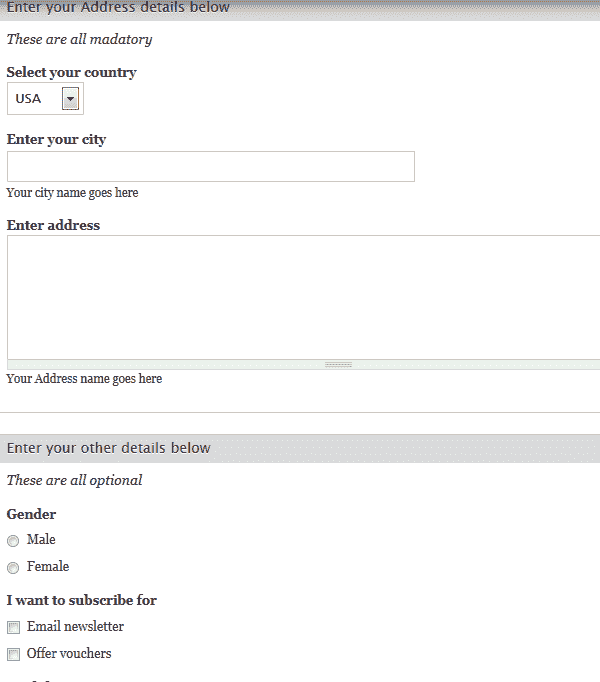 Enter your Address details below
These are all madatory
Select your country
USA
Enter your city
Your city name goes here
Enter address
Your Address name goes here
Enter your other details below
These are all optional
Gender
Male
Female
I want to subscribe for
Email newsletter
Offer vouchers